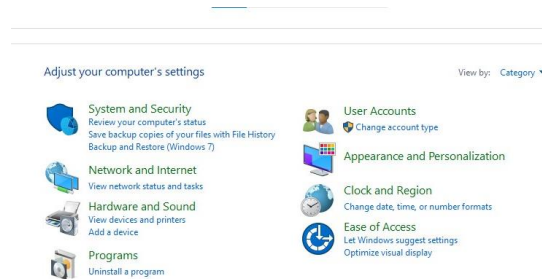 Adjust your computer's settings
View by: Category
System and Security
Review your computer's status
Save backup copies of your files with File History
Backup and Restore (Windows 7)
Network and Internet
View network status and tasks
Hardware and Sound
View devices and printers
Add a device
Programs
Uninstall a program
User Accounts
Change account type
Appearance and Personalization
Clock and Region
Change date, time, or number formats
Ease of Access
Let Windows suggest settings
Optimize visual display